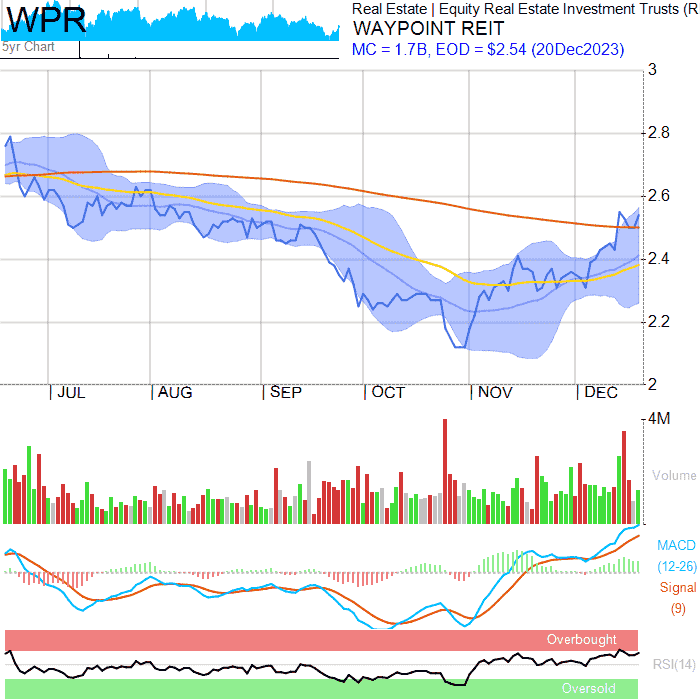 WPR
5yr Chart
Real Estate | Equity Real Estate Investment Trusts (R
WAYPOINT REIT
MC = 1.7B, EOD = $2.54 (20Dec2023)
3
2.8
2.6
2.4
2.2
2
| JUL | AUG | SEP | OCT | NOV | DEC
4M
Volume
MACD
(12-26)
Signal
(9)
Overbought
RSI(14)
Oversold